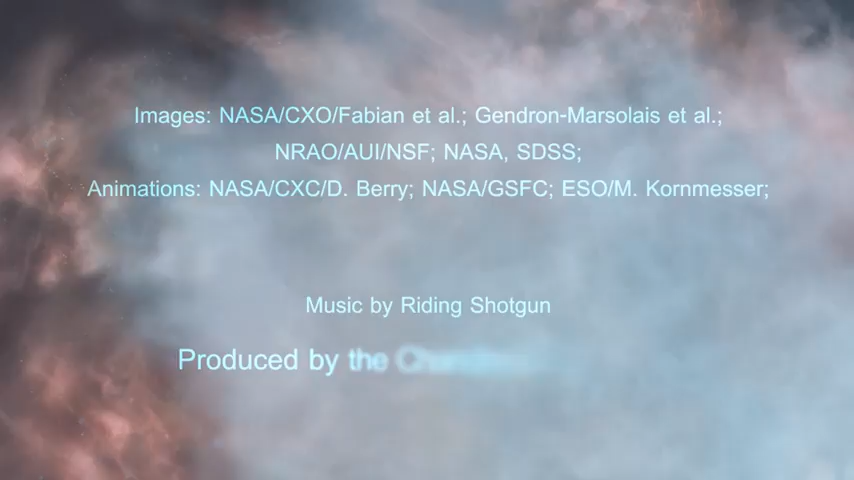 Images: NASA/CXO/Fabian et al.; Gendron-Marsolais et al.;
NRAO/AUI/NSF; NASA, SDSS;
Animations: NASA/CXC/D. Berry; NASA/GSFC; ESO/M. Kornmesser;
Music by Riding Shotgun
Produced by the